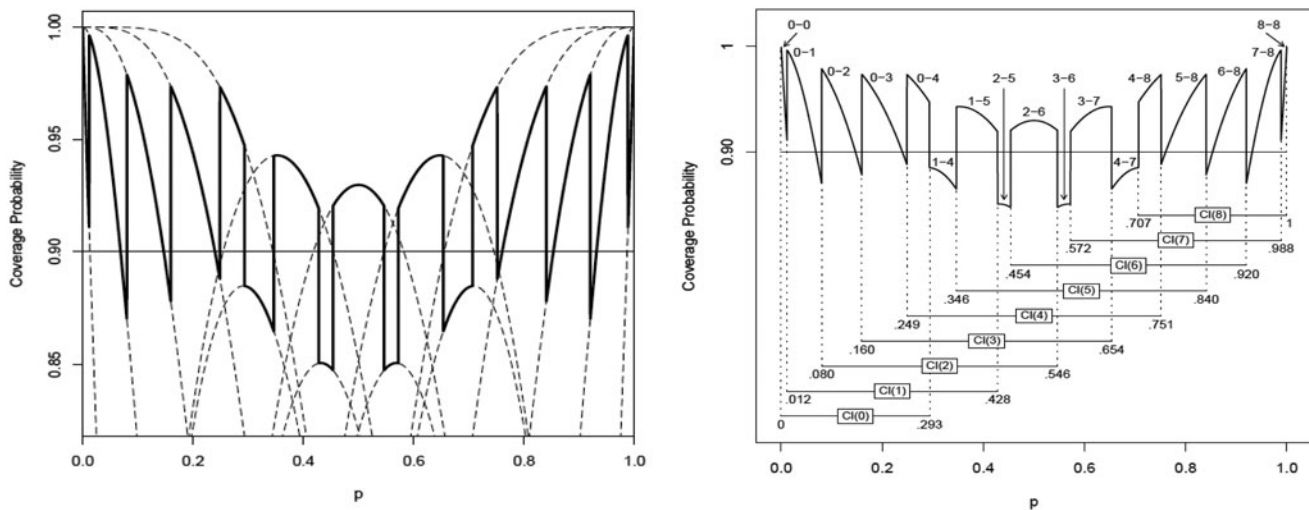 1.00
0.95
0.90
0.85
Coverage Probability
0.0 0.2 0.4 0.6 0.8 1.0
p
0−0 8−8
1 0−1 7−8
0−2 0−3 0−4 2−5 3−6 4−8 5−8 6−8
1−5 2−6 3−7
0.90
1−4 4−7
Coverage Probability
CI(8)
.707 1
CI(7)
.572 .988
CI(6)
.454 .920
CI(5)
.346 .840
CI(4)
.249 .751
CI(3)
.160 .654
CI(2)
.080 .546
CI(1)
.012 .428
CI(0)
0 .293
0.0 0.2 0.4 0.6 0.8 1.0
p